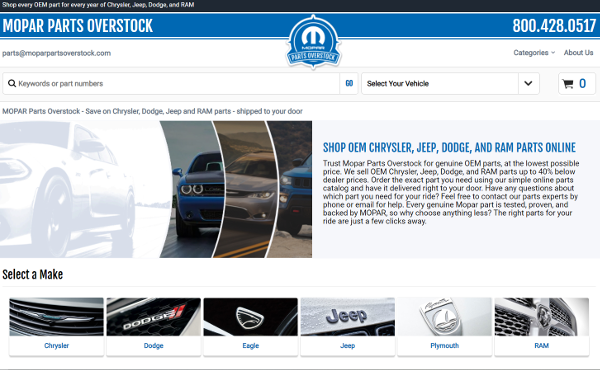 Shop every OEM part for every year of Chrysler, Jeep, Dodge, and RAM
MOPAR PARTS OVERSTOCK
MOPAR
PARTS OVERSTOCK
800.428.0517
parts@moparpartsoverstock.com
Categories
About Us
Keywords or part numbers
GO
Select Your Vehicle
0
MOPAR Parts Overstock - Save on Chrysler, Dodge, Jeep and RAM parts - shipped to your door
SHOP OEM CHRYSLER, JEEP, DODGE, AND RAM PARTS ONLINE
Trust Mopar Parts Overstock for genuine OEM parts, at the lowest possible
price. We sell OEM Chrysler, Jeep, Dodge, and RAM parts up to 40% below
dealer prices. Order the exact part you need using our simple online parts
catalog and have it delivered right to your door. Have any questions about
which part you need for your ride? Feel free to contact our parts experts by
phone or email for help. Every genuine Mopar part is tested, proven, and
backed by MOPAR, so why choose anything less? The right parts for your
ride are just a few clicks away.
Select a Make
DODGE
Jeep
Chrysler
Dodge
Eagle
Jeep
Plymouth
RAM